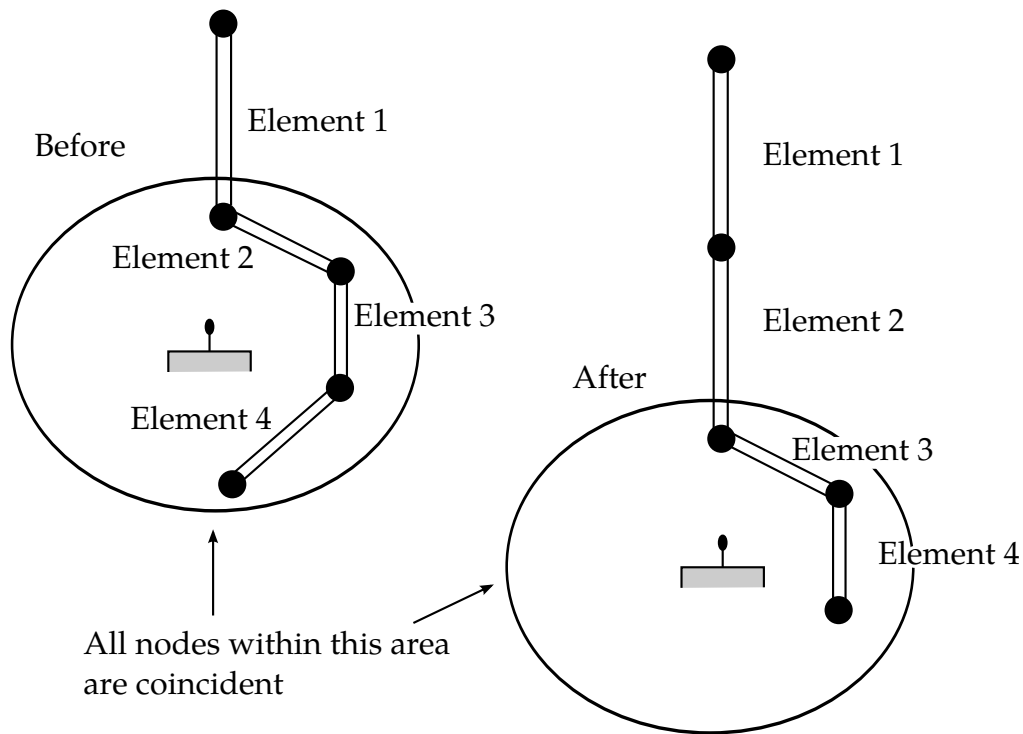 Before
Element 1
Element 2
Element 3
Element 4
Element 1
Element 2
After
Element 3
Element 4
All nodes within this area
are coincident